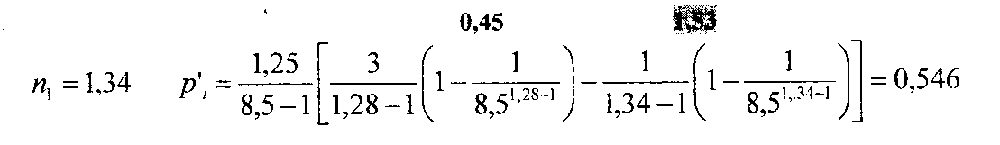 0,45 1,53
n₁ = 1,34 p'ᵢ = 1,25/(8,5−1) [ 3/(1,28−1) ( 1 − 1/8,5^(1,28−1) ) − 1/(1,34−1) ( 1 − 1/8,5^(1,.34−1) ) ] = 0,546